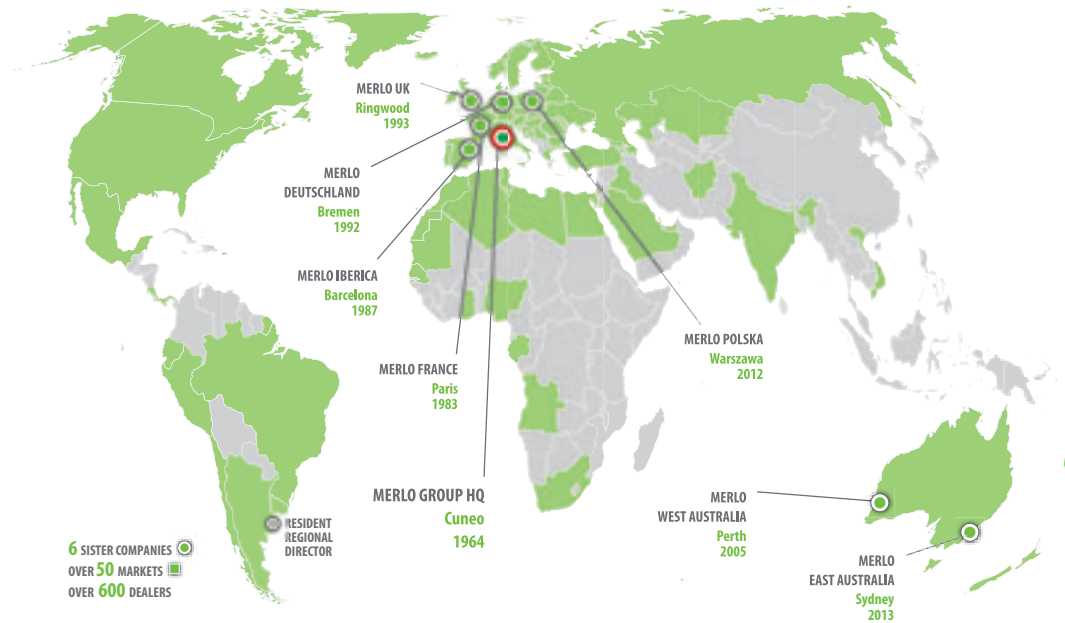 MERLO UK
Ringwood
1993
MERLO
DEUTSCHLAND
Bremen
1992
MERLO IBERICA
Barcelona
1987
MERLO FRANCE
Paris
1983
MERLO GROUP HQ
Cuneo
1964
MERLO POLSKA
Warszawa
2012
MERLO
WEST AUSTRALIA
Perth
2005
MERLO
EAST AUSTRALIA
Sydney
2013
RESIDENT
REGIONAL
DIRECTOR
6 SISTER COMPANIES
OVER 50 MARKETS
OVER 600 DEALERS